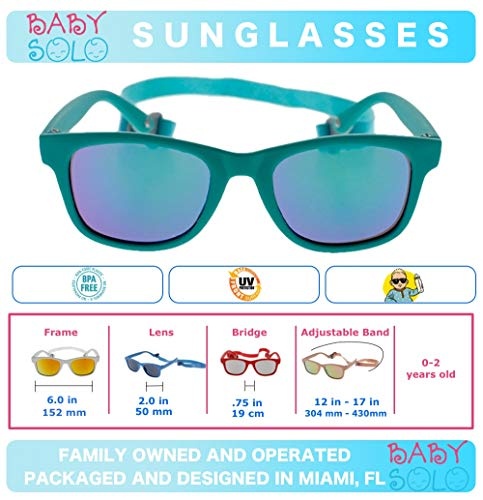 BABY
SOLO
SUNGLASSES
BPA
FREE
UV
PROTECTION
Frame
Lens
Bridge
Adjustable Band
0-2
years old
6.0 in
152 mm
2.0 in
50 mm
.75 in
19 cm
12 in - 17 in
304 mm - 430mm
FAMILY OWNED AND OPERATED
PACKAGED AND DESIGNED IN MIAMI, FL
BABY
SOLO